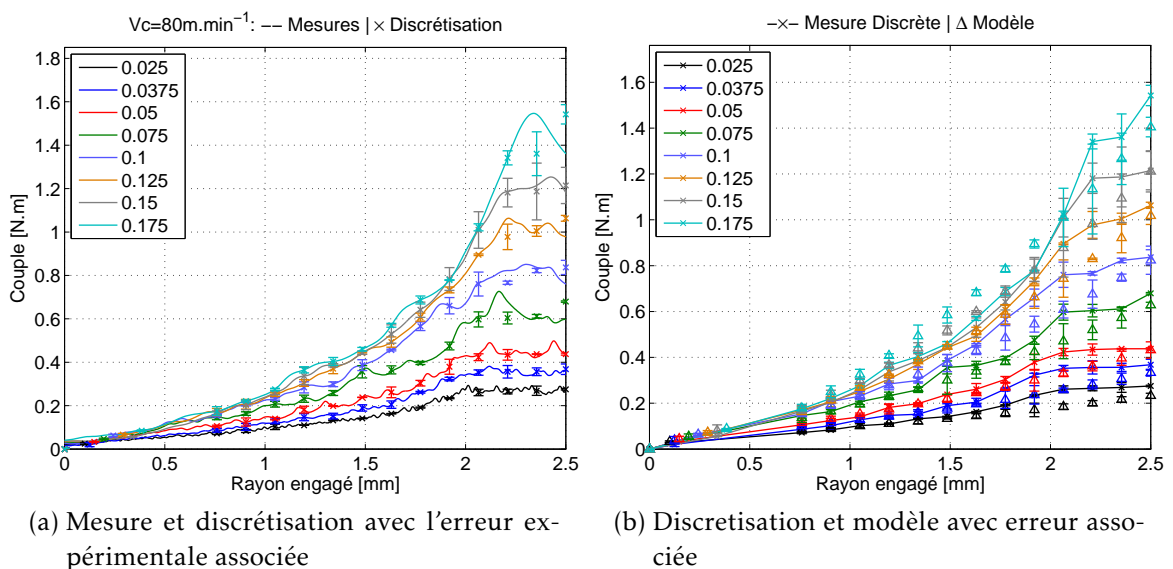 Vc=80m.min⁻¹: −− Mesures | × Discrétisation
Couple [N.m]
1.8
1.6
1.4
1.2
1
0.8
0.6
0.4
0.2
0
0.025
0.0375
0.05
0.075
0.1
0.125
0.15
0.175
0 0.5 1 1.5 2 2.5
Rayon engagé [mm]
(a) Mesure et discrétisation avec l'erreur ex-
périmentale associée
−×− Mesure Discrète | Δ Modèle
Couple [N.m]
1.6
1.4
1.2
1
0.8
0.6
0.4
0.2
0
0.025
0.0375
0.05
0.075
0.1
0.125
0.15
0.175
0 0.5 1 1.5 2 2.5
Rayon engagé [mm]
(b) Discretisation et modèle avec erreur asso-
ciée